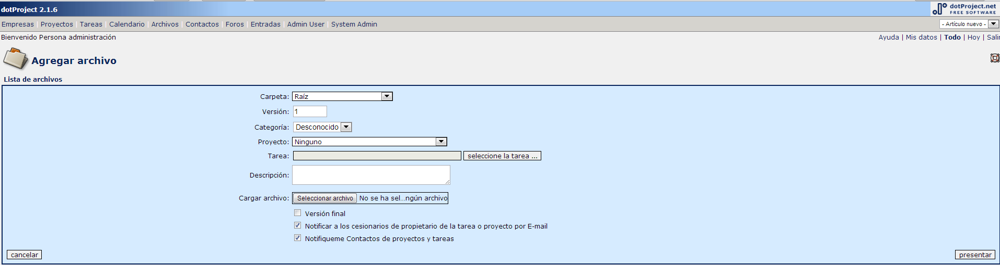 dotProject 2.1.6
dotProject.net
FREE SOFTWARE
Empresas | Proyectos | Tareas | Calendario | Archivos | Contactos | Foros | Entradas | Admin User | System Admin
- Artículo nuevo -
Bienvenido Persona administración
Ayuda | Mis datos | Todo | Hoy | Salir
Agregar archivo
Lista de archivos
Carpeta: Raíz
Versión: 1
Categoría: Desconocido
Proyecto: Ninguno
Tarea: seleccione la tarea ...
Descripción:
Cargar archivo: Seleccionar archivo No se ha sel...ngún archivo
Versión final
Notificar a los cesionarios de propietario de la tarea o proyecto por E-mail
Notifiqueme Contactos de proyectos y tareas
cancelar presentar